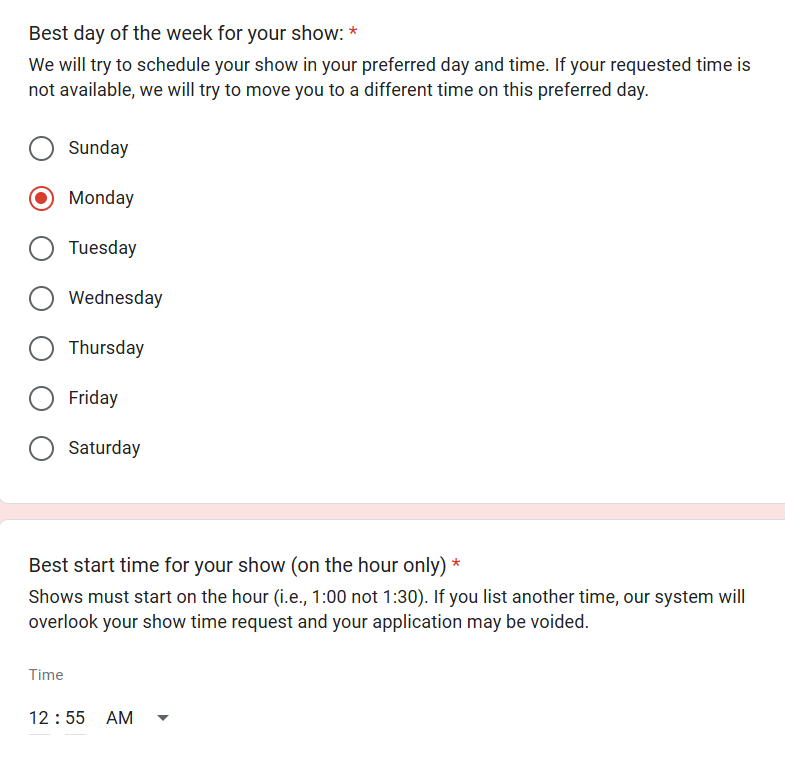 Best day of the week for your show: *
We will try to schedule your show in your preferred day and time. If your requested time is
not available, we will try to move you to a different time on this preferred day.
Sunday
Monday
Tuesday
Wednesday
Thursday
Friday
Saturday
Best start time for your show (on the hour only) *
Shows must start on the hour (i.e., 1:00 not 1:30). If you list another time, our system will
overlook your show time request and your application may be voided.
Time
12 : 55 AM